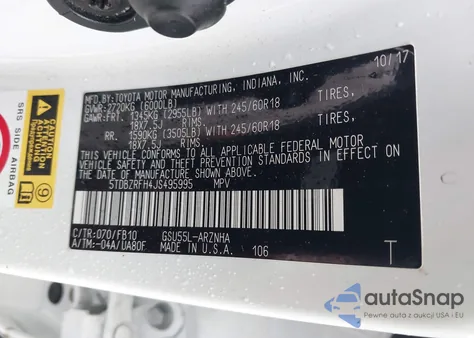 MFD.BY:TOYOTA MOTOR MANUFACTURING, INDIANA, INC. 10/17
GVWR:2720KG (6000LB)
GAWR:FRT. 1345KG (2955LB) WITH 245/60R18 TIRES,
18X7.5J RIMS,
RR. 1590KG (3505LB) WITH 245/60R18 TIRES,
18X7.5J RIMS,
THIS VEHICLE CONFORMS TO ALL APPLICABLE FEDERAL MOTOR
VEHICLE SAFETY AND THEFT PREVENTION STANDARDS IN EFFECT ON
THE DATE OF MANUFACTURE SHOWN ABOVE.
5TDBZRFH4JS495995 MPV
C/TR:070/FB10 GSU55L-ARZNHA
A/TM:-04A/UA80F MADE IN U.S.A. 106 T
SRS SIDE AIRBAG
CAUTION
autoSnap
Pewne auta z aukcji USA i EU